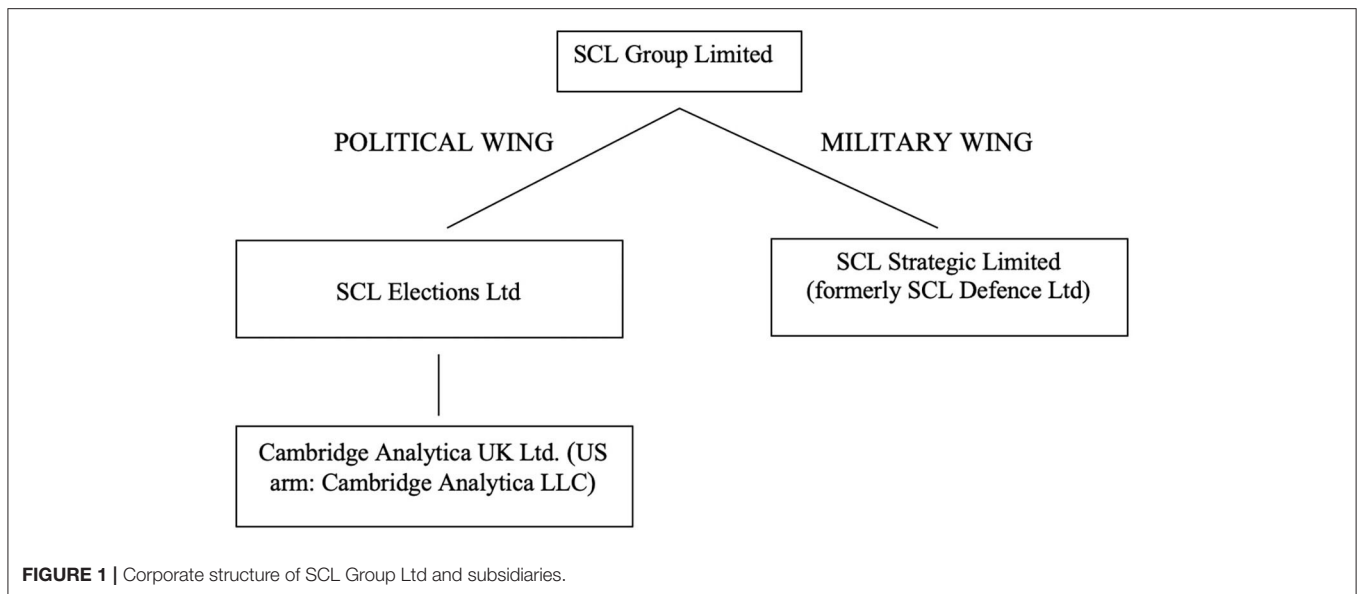 SCL Group Limited
POLITICAL WING
MILITARY WING
SCL Elections Ltd
SCL Strategic Limited
(formerly SCL Defence Ltd)
Cambridge Analytica UK Ltd. (US
arm: Cambridge Analytica LLC)
FIGURE 1 | Corporate structure of SCL Group Ltd and subsidiaries.